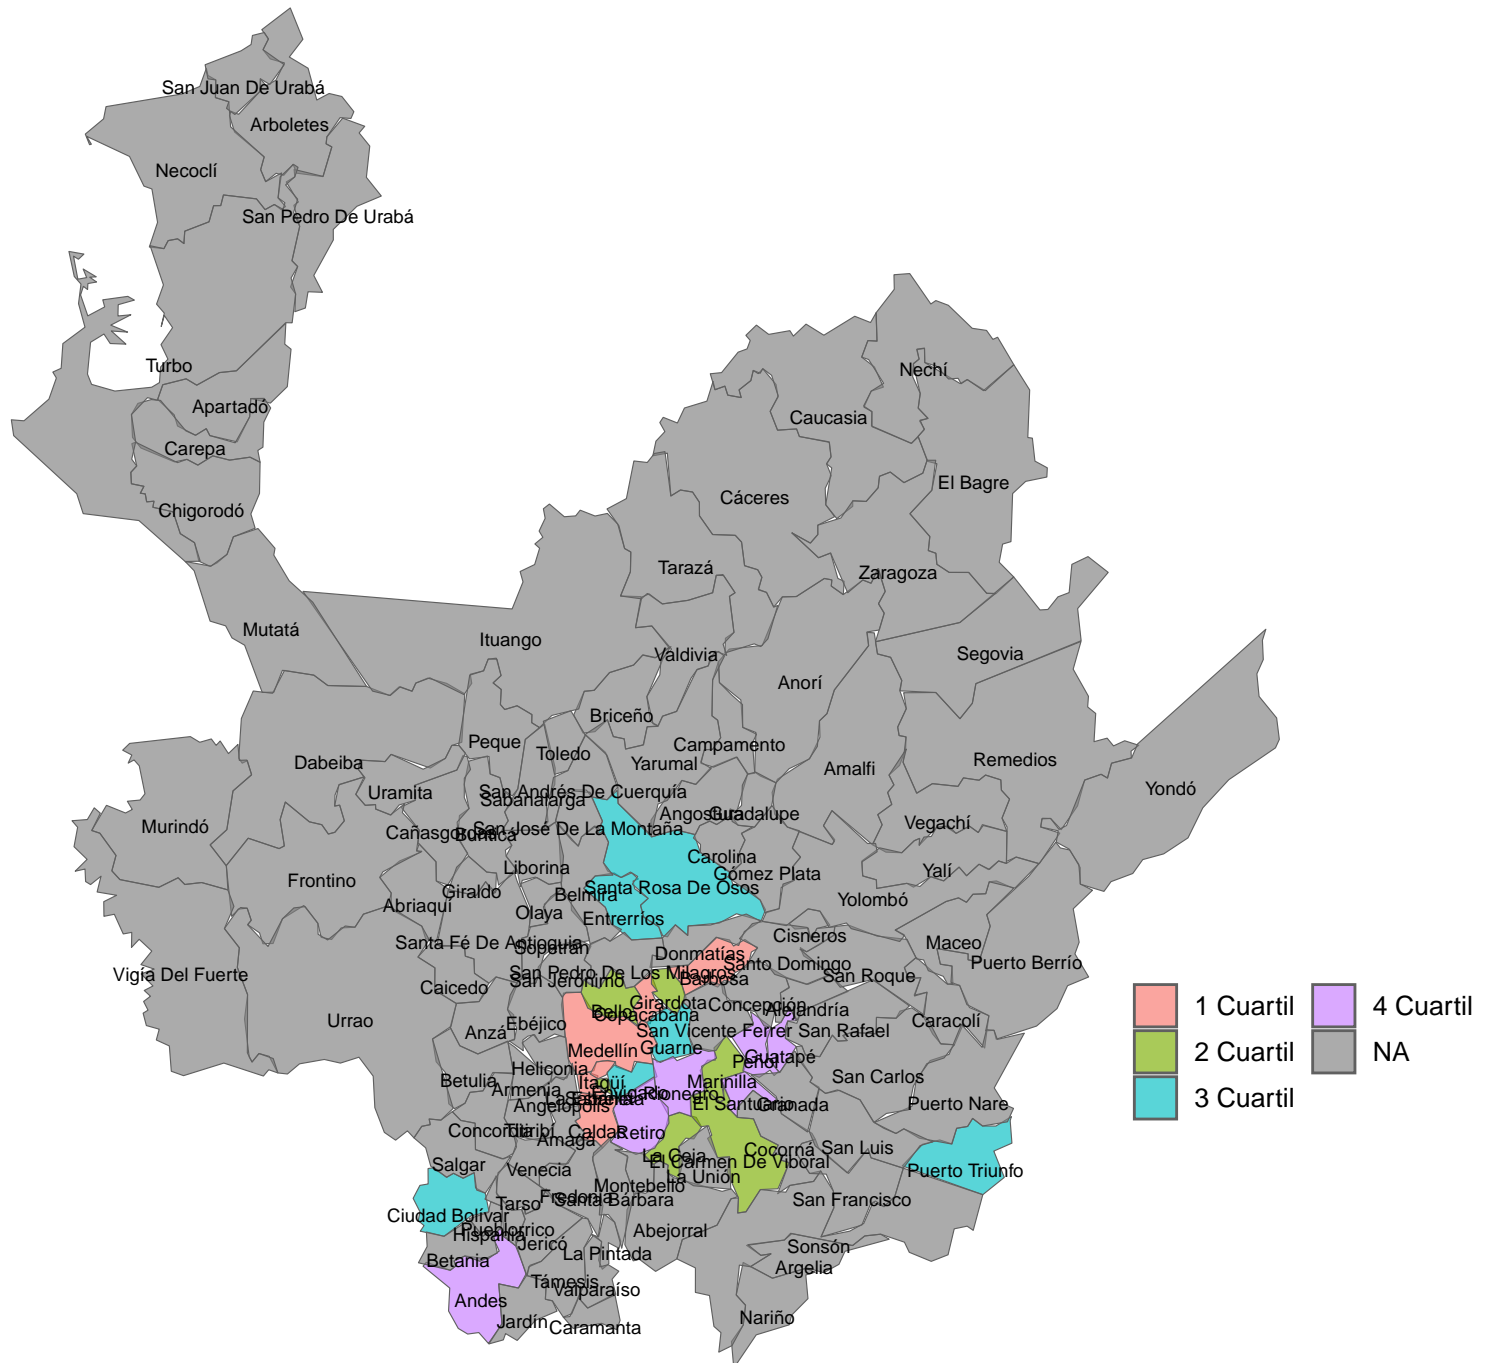 San Juan De Urabá
Arboletes
Necoclí
San Pedro De Urabá
Turbo
Nechí
Apartadó
Caucasia
Carepa
El Bagre
Cáceres
Chigorodó
Tarazá
Zaragoza
Mutatá
Ituango
Valdivia
Segovia
Anorí
Briceño
Peque
Campamento
Toledo
Dabeiba
Yarumal
Amalfi
Remedios
Yondó
Uramita
San Andrés De Cuerquía
Sabanalarga
Angostura
Guadalupe
Murindó
Cañasgordas
Buriticá
San José De La Montaña
Vegachí
Carolina
Liborina
Yalí
Gómez Plata
Frontino
Giraldo
Santa Rosa De Osos
Belmira
Abriaquí
Yolombó
Olaya
Entrerríos
Cisneros
Santa Fé De Antioquia
Sopetrán
Maceo
Donmatías
Santo Domingo
Puerto Berrío
Vigía Del Fuerte
San Pedro De Los Milagros
San Jerónimo
Barbosa
San Roque
Caicedo
Girardota
Concepción
Alejandría
Bello
Copacabana
Urrao
Ebéjico
Anzá
San Vicente Ferrer
San Rafael
Caracolí
Guarne
Medellín
Guatapé
Peñol
Heliconia
Itagüí
Marinilla
San Carlos
Betulia
Armenia
Envigado
Rionegro
La Estrella
Sabaneta
Angelópolis
El Santuario
Granada
Puerto Nare
Concordia
Titiribí
Caldas
Retiro
Amagá
Cocorná
San Luis
La Ceja
El Carmen De Viboral
Salgar
Venecia
La Unión
Puerto Triunfo
Montebello
Fredonia
Santa Bárbara
Tarso
San Francisco
Ciudad Bolívar
Pueblorrico
Hispania
Abejorral
Jericó
La Pintada
Sonsón
Betania
Argelia
Támesis
Valparaíso
Andes
Jardín
Caramanta
Nariño
1 Cuartil
2 Cuartil
3 Cuartil
4 Cuartil
NA